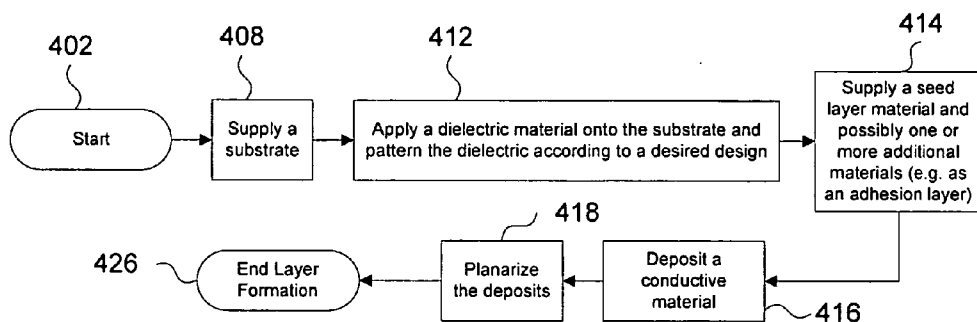 402
408
412
414
Start
Supply a
substrate
Apply a dielectric material onto the substrate and
pattern the dielectric according to a desired design
Supply a seed
layer material and
possibly one or
more additional
materials (e.g. as
an adhesion layer)
418
426
End Layer
Formation
Planarize
the deposits
Deposit a
conductive
material
416